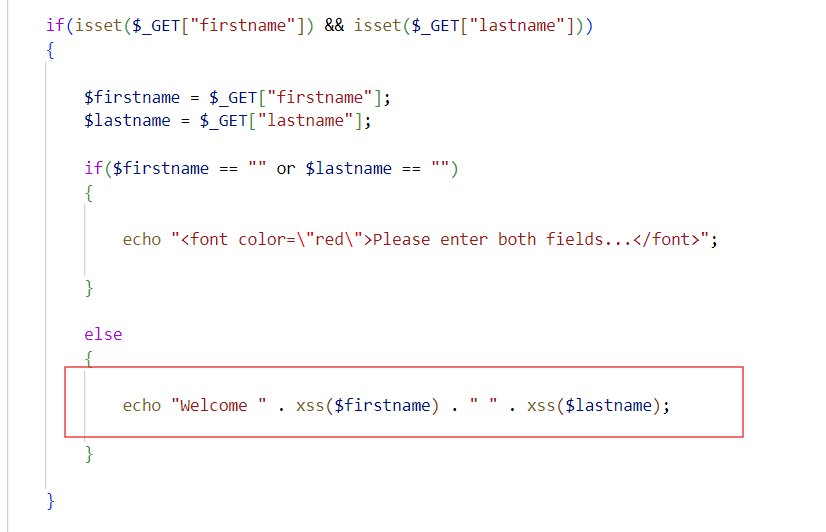 if(isset($_GET["firstname"]) && isset($_GET["lastname"]))
{
$firstname = $_GET["firstname"];
$lastname = $_GET["lastname"];
if($firstname == "" or $lastname == "")
{
echo "<font color=\"red\">Please enter both fields...</font>";
}
else
{
echo "Welcome " . xss($firstname) . " " . xss($lastname);
}
}